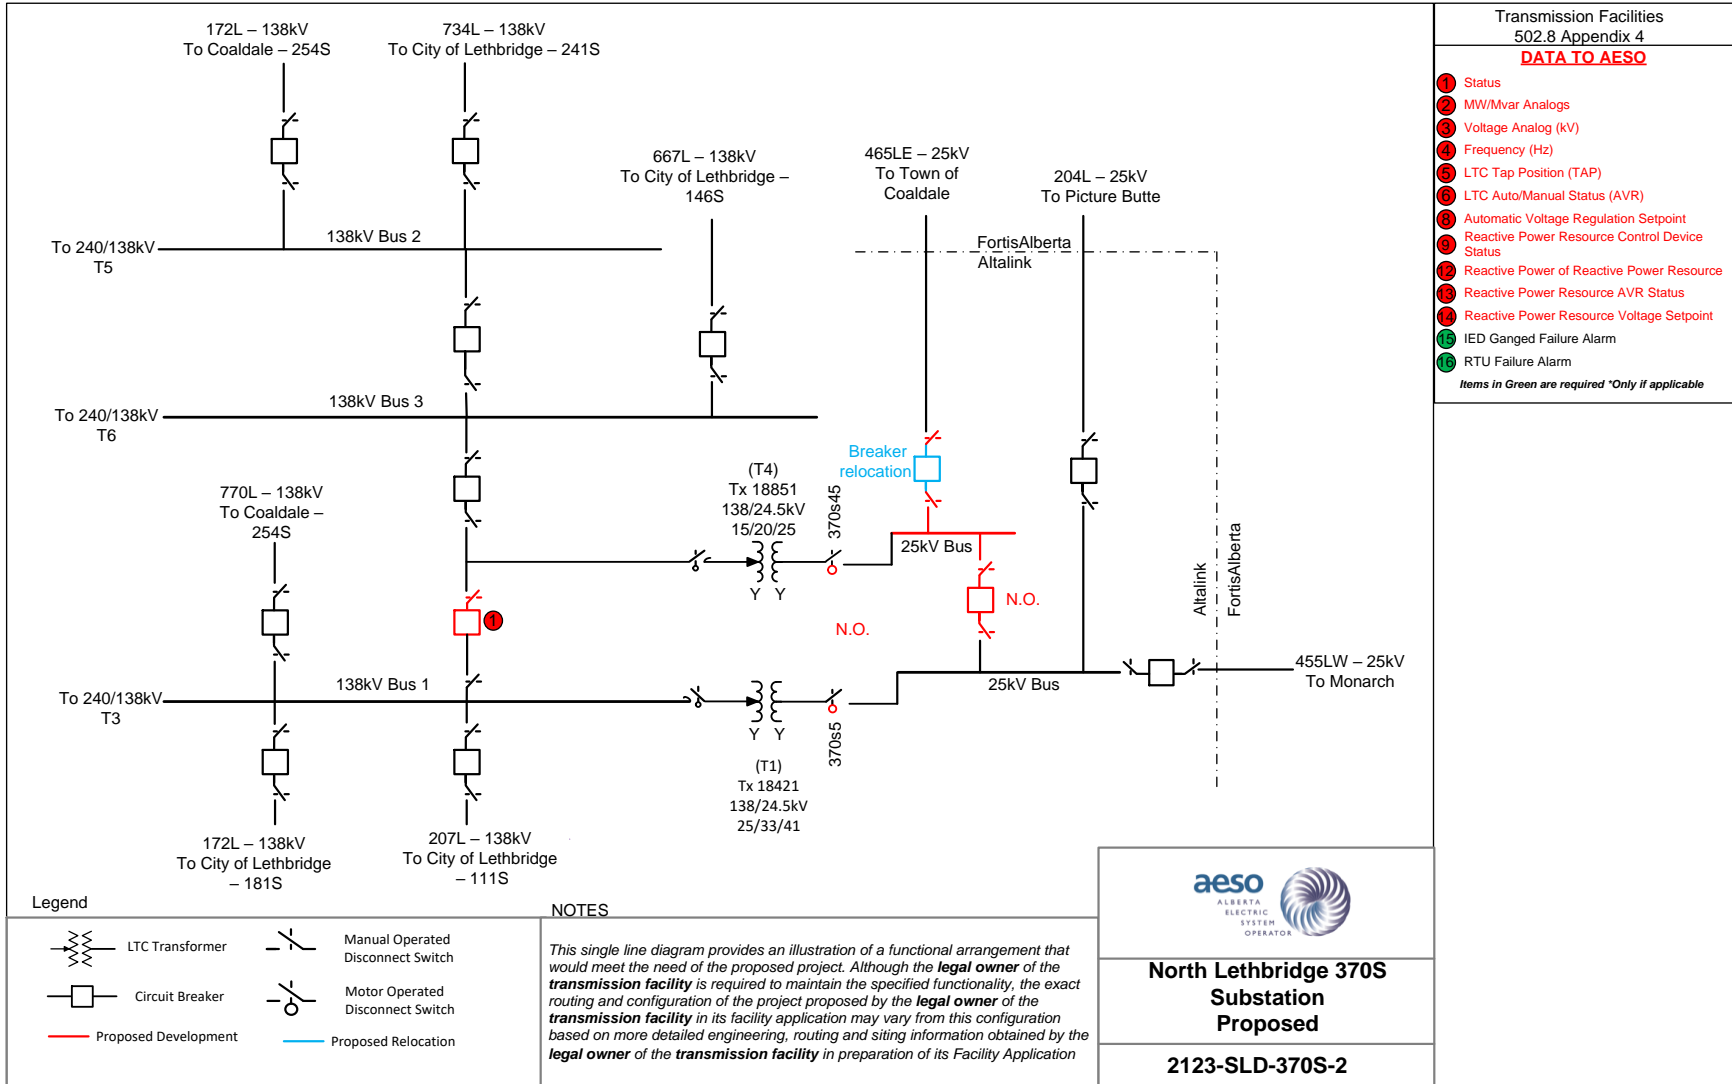 172L – 138kV
To Coaldale – 254S
734L – 138kV
To City of Lethbridge – 241S
667L – 138kV
To City of Lethbridge –
146S
465LE – 25kV
To Town of
Coaldale
204L – 25kV
To Picture Butte
To 240/138kV
T5
138kV Bus 2
FortisAlberta
Altalink
To 240/138kV
T6
138kV Bus 3
Breaker
relocation
(T4)
Tx 18851
138/24.5kV
15/20/25
370s45
770L – 138kV
To Coaldale –
254S
25kV Bus
Y Y
N.O.
1
N.O.
Altalink
FortisAlberta
To 240/138kV
T3
138kV Bus 1
25kV Bus
455LW – 25kV
To Monarch
Y Y
370s5
(T1)
Tx 18421
138/24.5kV
25/33/41
172L – 138kV
To City of Lethbridge
– 181S
207L – 138kV
To City of Lethbridge
– 111S
Transmission Facilities
502.8 Appendix 4
DATA TO AESO
1 Status
2 MW/Mvar Analogs
3 Voltage Analog (kV)
4 Frequency (Hz)
5 LTC Tap Position (TAP)
6 LTC Auto/Manual Status (AVR)
8 Automatic Voltage Regulation Setpoint
9 Reactive Power Resource Control Device
Status
12 Reactive Power of Reactive Power Resource
13 Reactive Power Resource AVR Status
14 Reactive Power Resource Voltage Setpoint
15 IED Ganged Failure Alarm
16 RTU Failure Alarm
Items in Green are required *Only if applicable
Legend
LTC Transformer
Manual Operated
Disconnect Switch
Circuit Breaker
Motor Operated
Disconnect Switch
Proposed Development
Proposed Relocation
NOTES
This single line diagram provides an illustration of a functional arrangement that
would meet the need of the proposed project. Although the legal owner of the
transmission facility is required to maintain the specified functionality, the exact
routing and configuration of the project proposed by the legal owner of the
transmission facility in its facility application may vary from this configuration
based on more detailed engineering, routing and siting information obtained by the
legal owner of the transmission facility in preparation of its Facility Application
aeso
ALBERTA
ELECTRIC
SYSTEM
OPERATOR
North Lethbridge 370S
Substation
Proposed
2123-SLD-370S-2